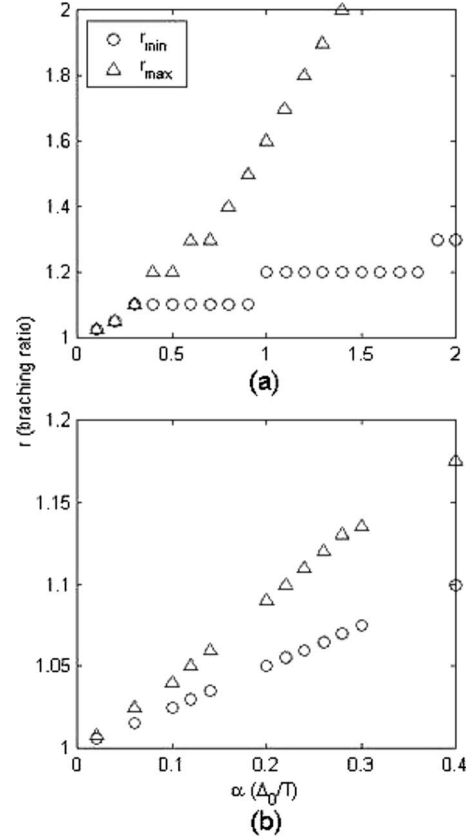 2
r_min
r_max
1.8
1.6
1.4
1.2
1
0 0.5 1 1.5 2
(a)
r (braching ratio)
1.2
1.15
1.1
1.05
1
0 0.1 0.2 0.3 0.4
α (Δ_0/T)
(b)